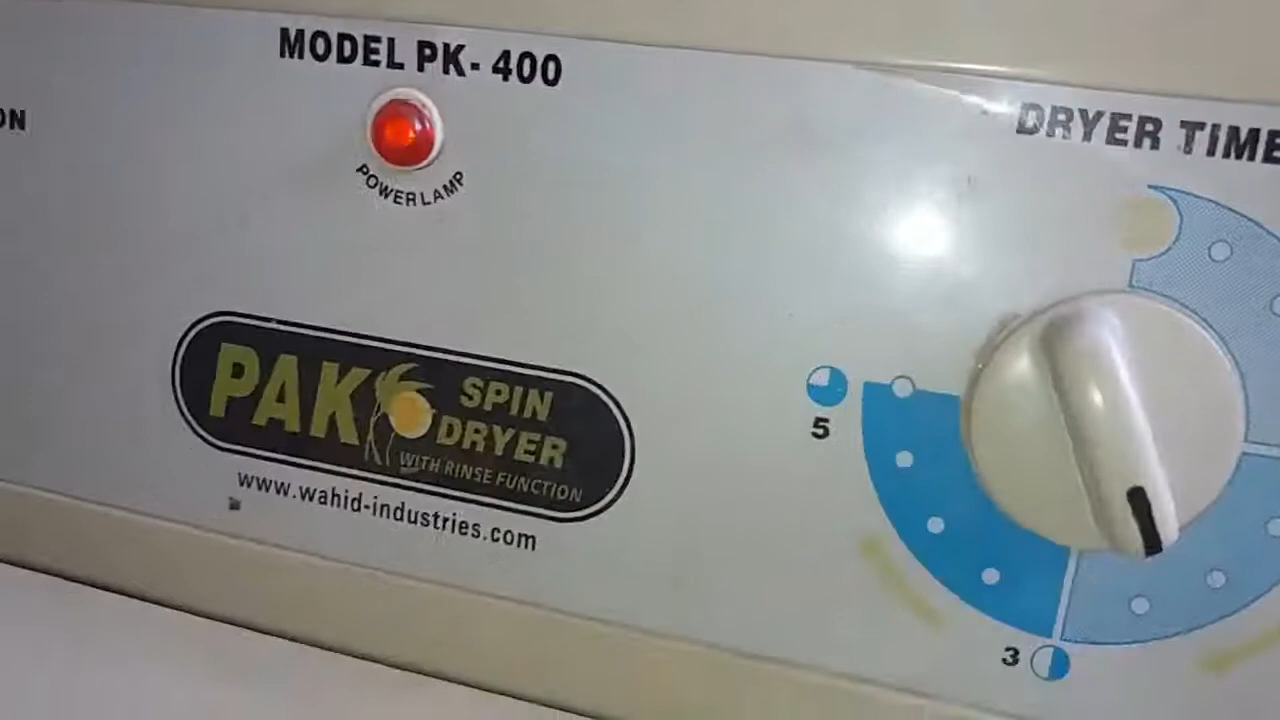 MODEL PK-400
ON
POWER LAMP
DRYER TIME
PAK SPIN
DRYER
WITH RINSE FUNCTION
www.wahid-industries.com
5
3